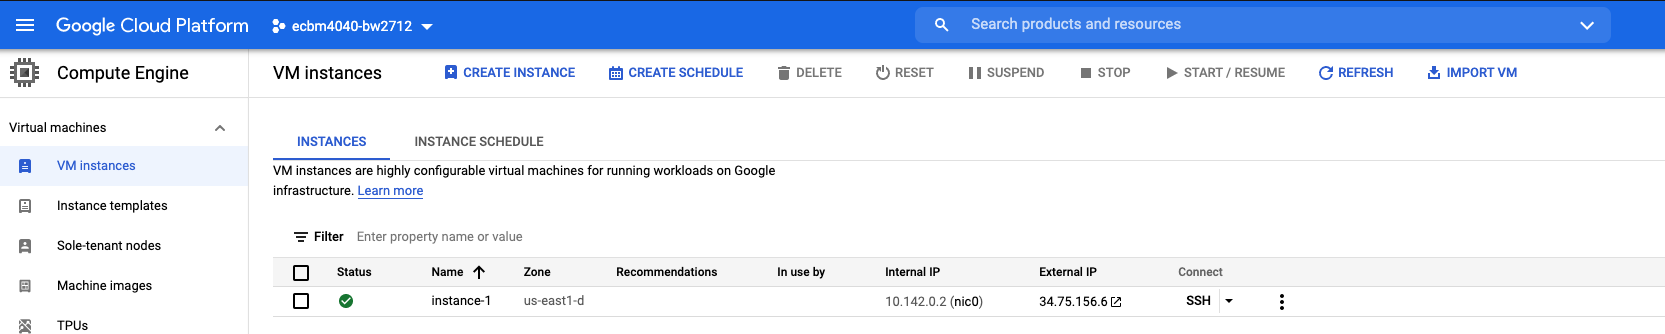 Google Cloud Platform ecbm4040-bw2712 Search products and resources
Compute Engine VM instances CREATE INSTANCE CREATE SCHEDULE DELETE RESET SUSPEND STOP START / RESUME REFRESH IMPORT VM
Virtual machines
INSTANCES INSTANCE SCHEDULE
VM instances
VM instances are highly configurable virtual machines for running workloads on Google
infrastructure. Learn more
Instance templates
Filter Enter property name or value
Sole-tenant nodes
Status Name Zone Recommendations In use by Internal IP External IP Connect
Machine images
instance-1 us-east1-d 10.142.0.2 (nic0) 34.75.156.6 SSH
TPUs